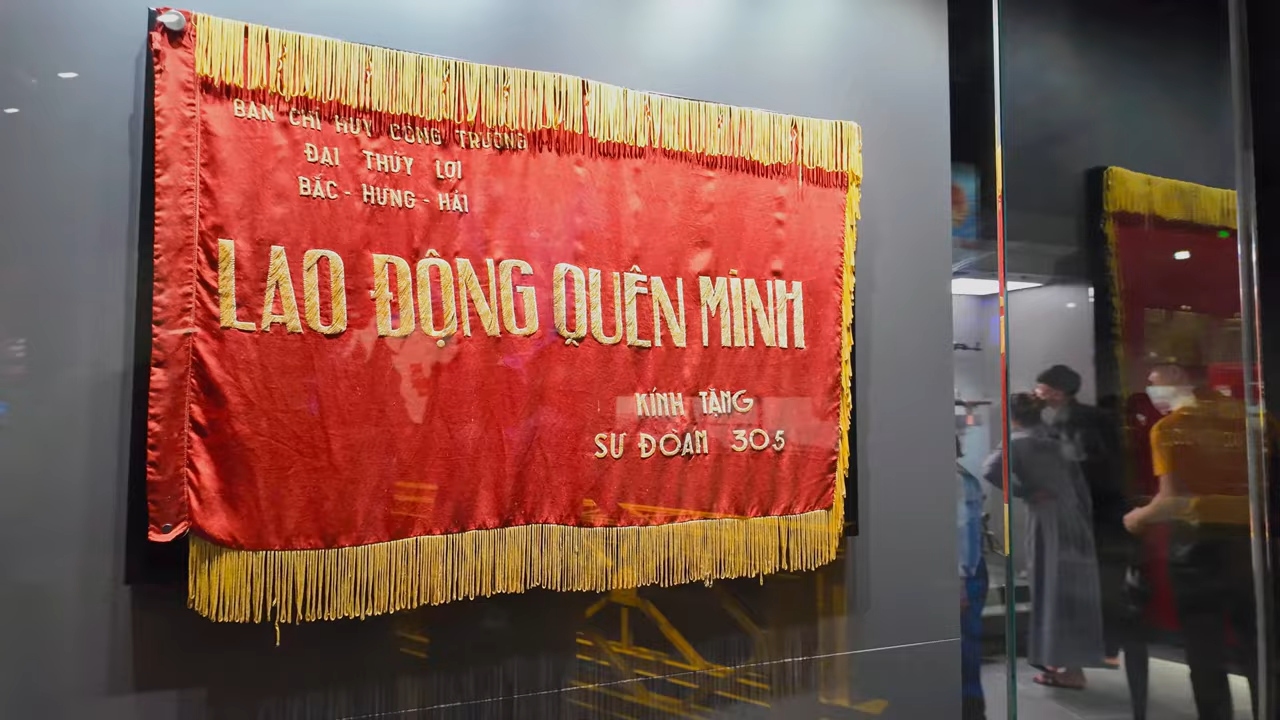 BAN CHỈ HUY CÔNG TRƯỜNG
ĐẠI THỦY LỢI
BẮC - HƯNG - HẢI
LAO ĐỘNG QUÊN MÌNH
KÍNH TẶNG
SƯ ĐOÀN 305